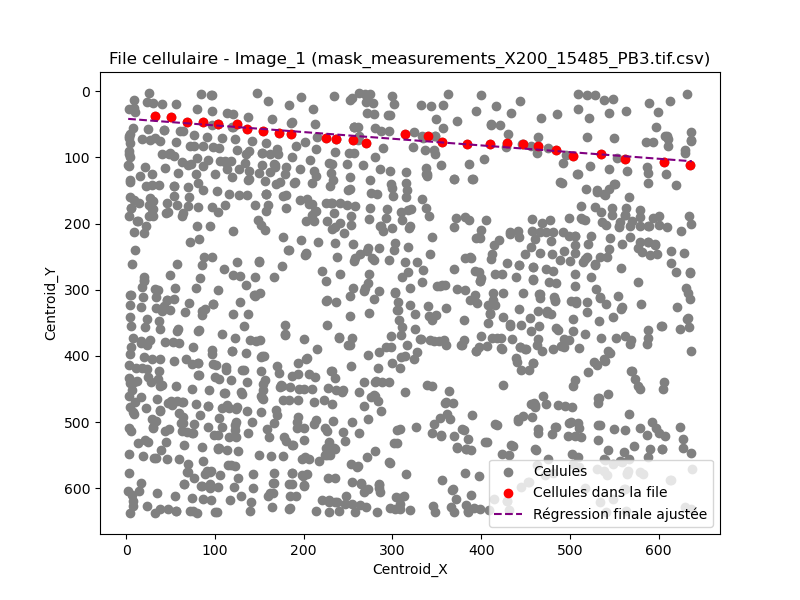 File cellulaire - Image_1 (mask_measurements_X200_15485_PB3.tif.csv)
0
100
200
300
400
500
600
Centroid_Y
0
100
200
300
400
500
600
Centroid_X
Cellules
Cellules dans la file
Régression finale ajustée